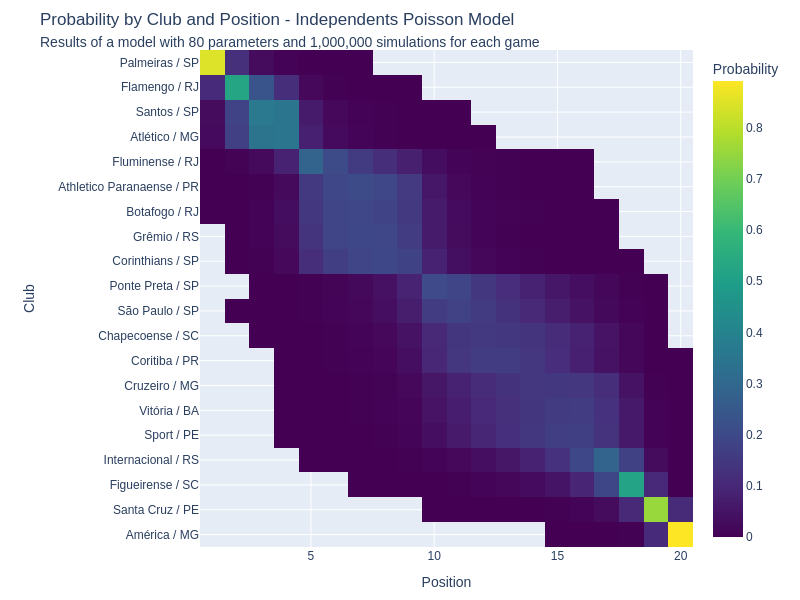 Probability by Club and Position - Independents Poisson Model
Results of a model with 80 parameters and 1,000,000 simulations for each game
Probability
Palmeiras / SP
Flamengo / RJ
Santos / SP
Atlético / MG
Fluminense / RJ
Athletico Paranaense / PR
Botafogo / RJ
Grêmio / RS
Corinthians / SP
Ponte Preta / SP
São Paulo / SP
Chapecoense / SC
Coritiba / PR
Cruzeiro / MG
Vitória / BA
Sport / PE
Internacional / RS
Figueirense / SC
Santa Cruz / PE
América / MG
Club
0.8
0.7
0.6
0.5
0.4
0.3
0.2
0.1
0
5
10
15
20
Position